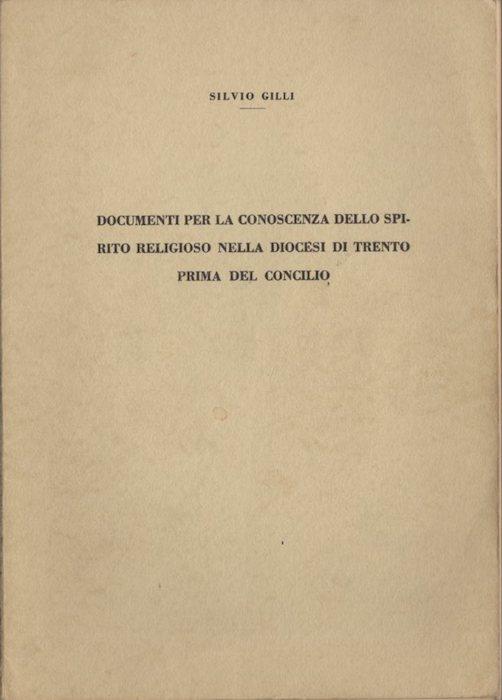 SILVIO GILLI
DOCUMENTI PER LA CONOSCENZA DELLO SPI-
RITO RELIGIOSO NELLA DIOCESI DI TRENTO
PRIMA DEL CONCILIO